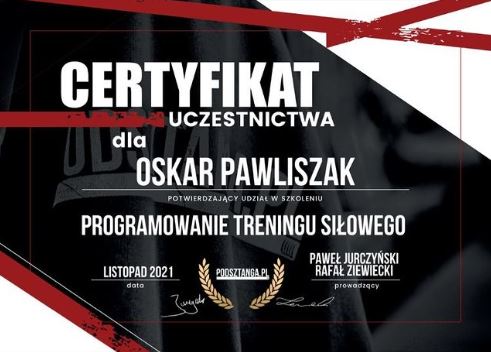 CERTYFIKAT
UCZESTNICTWA
dla
OSKAR PAWLISZAK
POTWIERDZAJĄCY UDZIAŁ W SZKOLENIU
PROGRAMOWANIE TRENINGU SIŁOWEGO
LISTOPAD 2021
data
PODSZTANGA.PL
PAWEŁ JURCZYŃSKI
RAFAŁ ZIEWIECKI
prowadzący